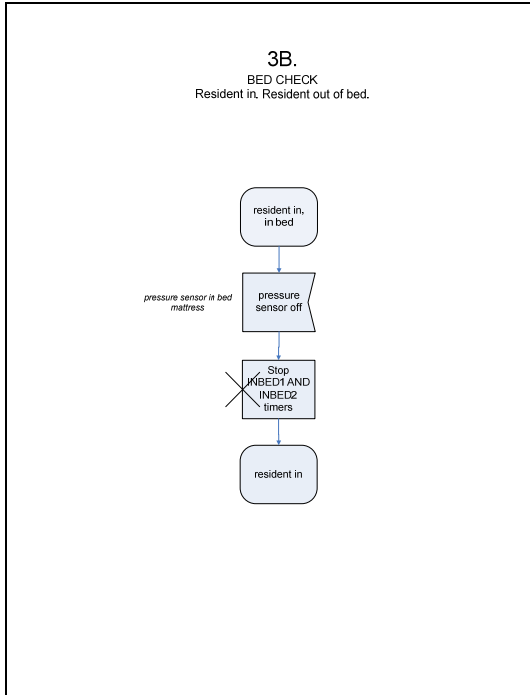 3B.
BED CHECK
Resident in. Resident out of bed.
resident in,
in bed
pressure sensor in bed
mattress
pressure
sensor off
Stop
INBED1 AND
INBED2
timers
resident in